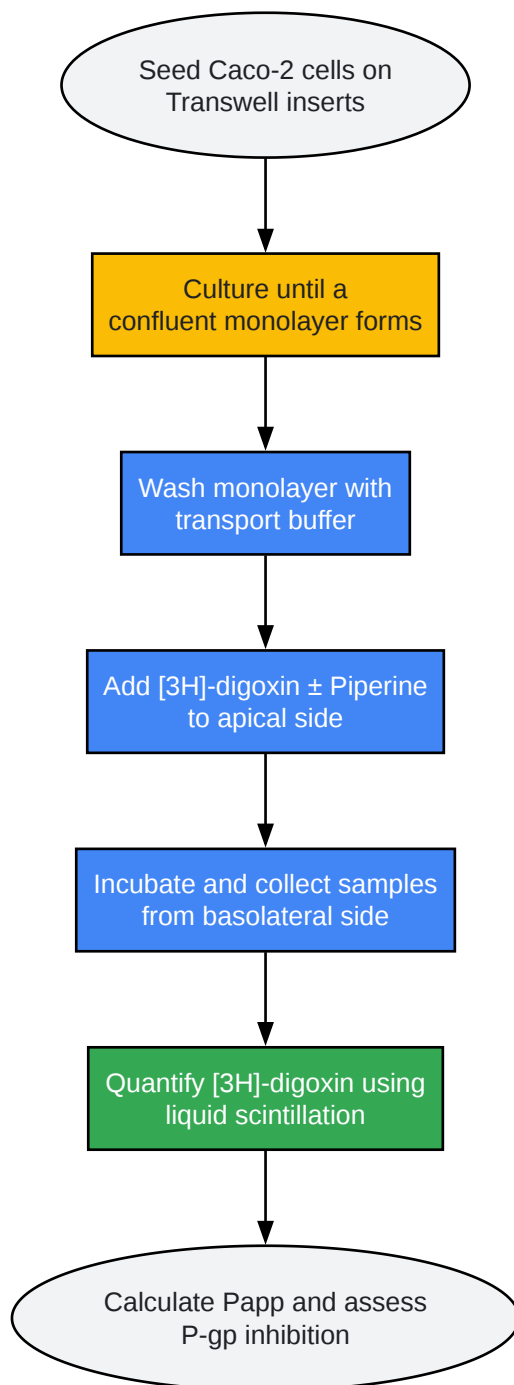 Seed Caco-2 cells on
Transwell inserts
Culture until a
confluent monolayer forms
Wash monolayer with
transport buffer
Add [3H]-digoxin ± Piperine
to apical side
Incubate and collect samples
from basolateral side
Quantify [3H]-digoxin using
liquid scintillation
Calculate Papp and assess
P-gp inhibition